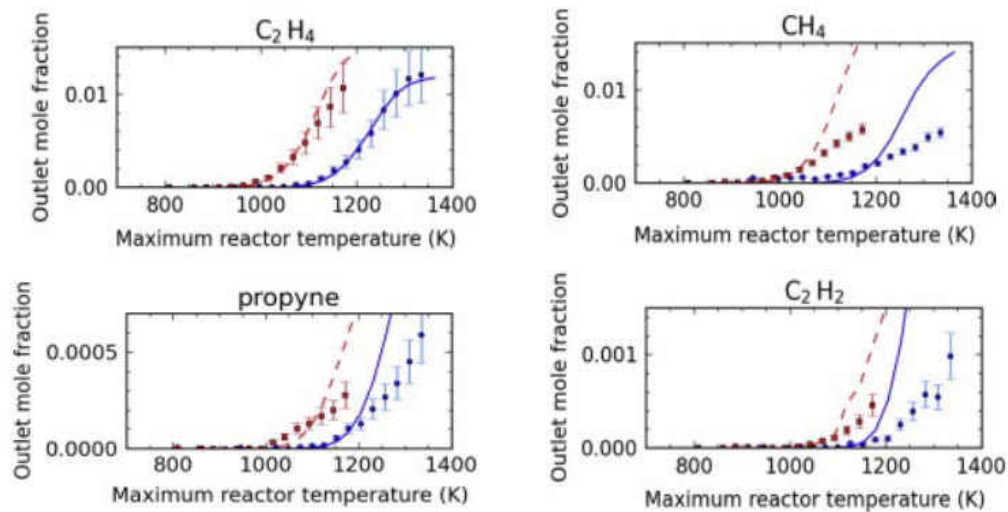 C₂H₄
Outlet mole fraction
0.01
0.00
800 1000 1200 1400
Maximum reactor temperature (K)
CH₄
Outlet mole fraction
0.01
0.00
800 1000 1200 1400
Maximum reactor temperature (K)
propyne
Outlet mole fraction
0.0005
0.0000
800 1000 1200 1400
Maximum reactor temperature (K)
C₂H₂
Outlet mole fraction
0.001
0.000
800 1000 1200 1400
Maximum reactor temperature (K)